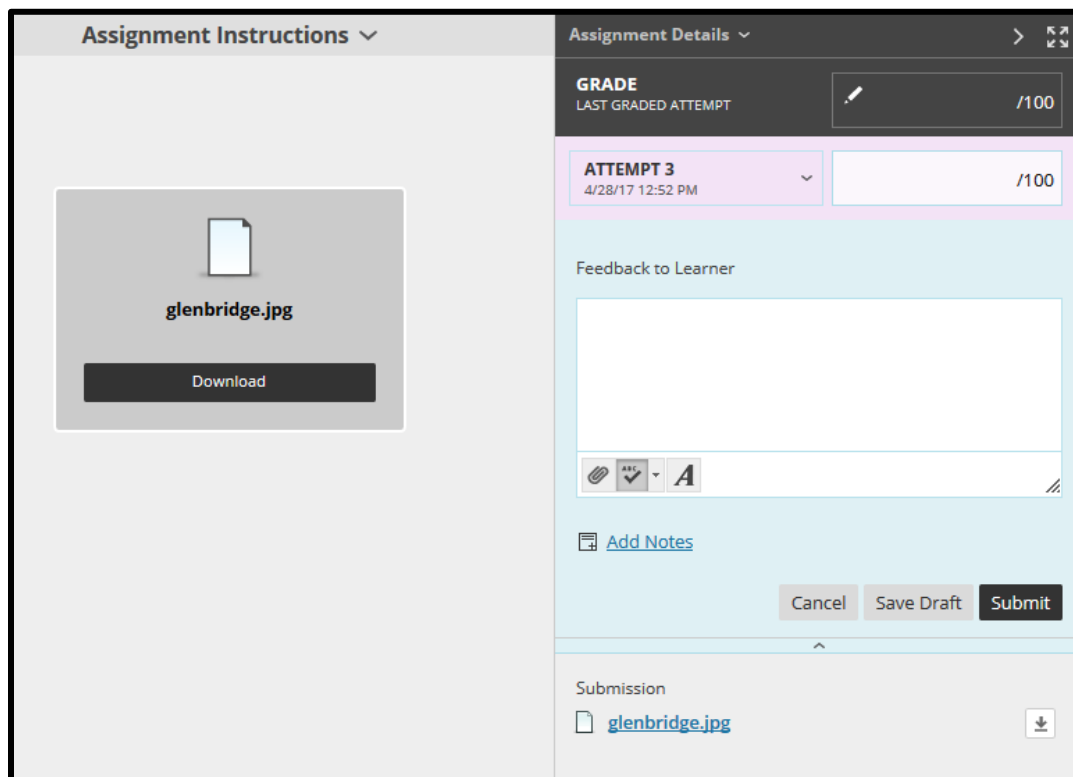 Assignment Instructions
glenbridge.jpg
Download
Assignment Details
GRADE
LAST GRADED ATTEMPT
/100
ATTEMPT 3
4/28/17 12:52 PM
/100
Feedback to Learner
ABC
A
Add Notes
Cancel Save Draft Submit
Submission
glenbridge.jpg